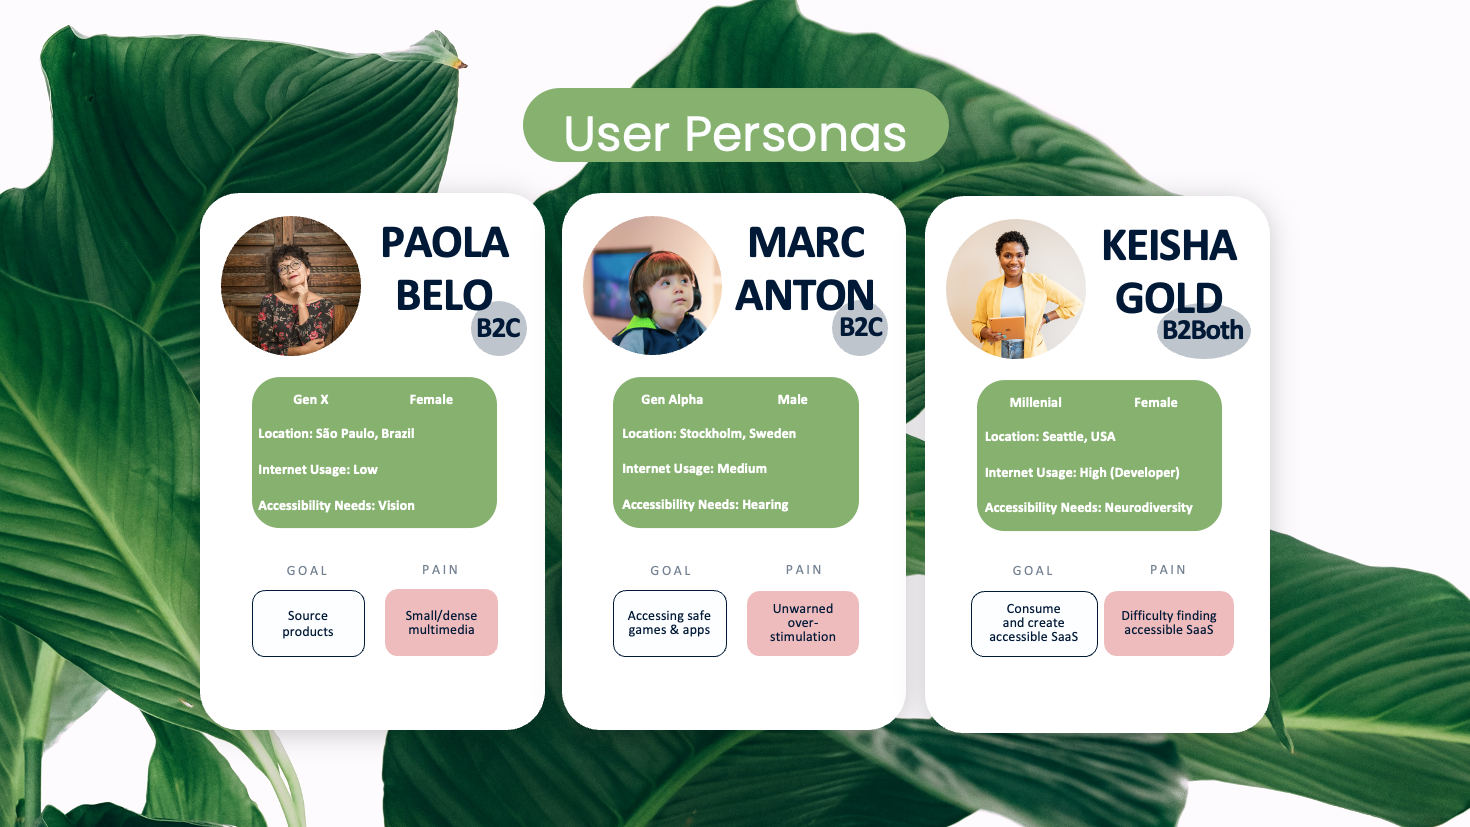 User Personas
PAOLA
BELO
B2C
Gen X Female
Location: São Paulo, Brazil
Internet Usage: Low
Accessibility Needs: Vision
GOAL PAIN
Source
products
Small/dense
multimedia
MARC
ANTON
B2C
Gen Alpha Male
Location: Stockholm, Sweden
Internet Usage: Medium
Accessibility Needs: Hearing
GOAL PAIN
Accessing safe
games & apps
Unwarned
over-
stimulation
KEISHA
GOLD
B2Both
Millenial Female
Location: Seattle, USA
Internet Usage: High (Developer)
Accessibility Needs: Neurodiversity
GOAL PAIN
Consume
and create
accessible SaaS
Difficulty finding
accessible SaaS